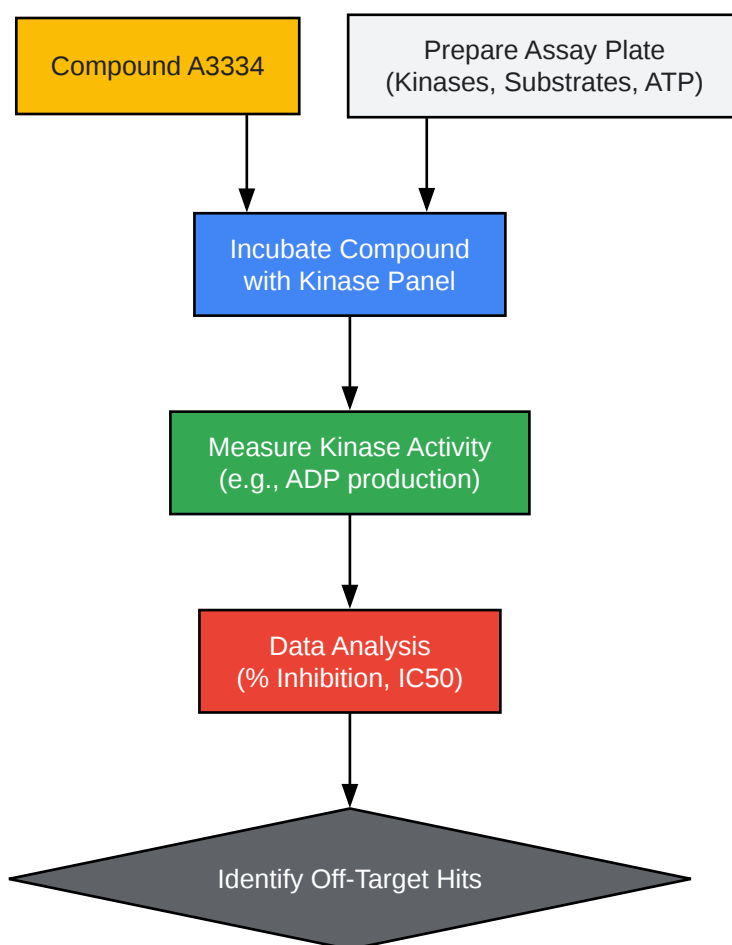 Compound A3334
Prepare Assay Plate
(Kinases, Substrates, ATP)
Incubate Compound
with Kinase Panel
Measure Kinase Activity
(e.g., ADP production)
Data Analysis
(% Inhibition, IC50)
Identify Off-Target Hits